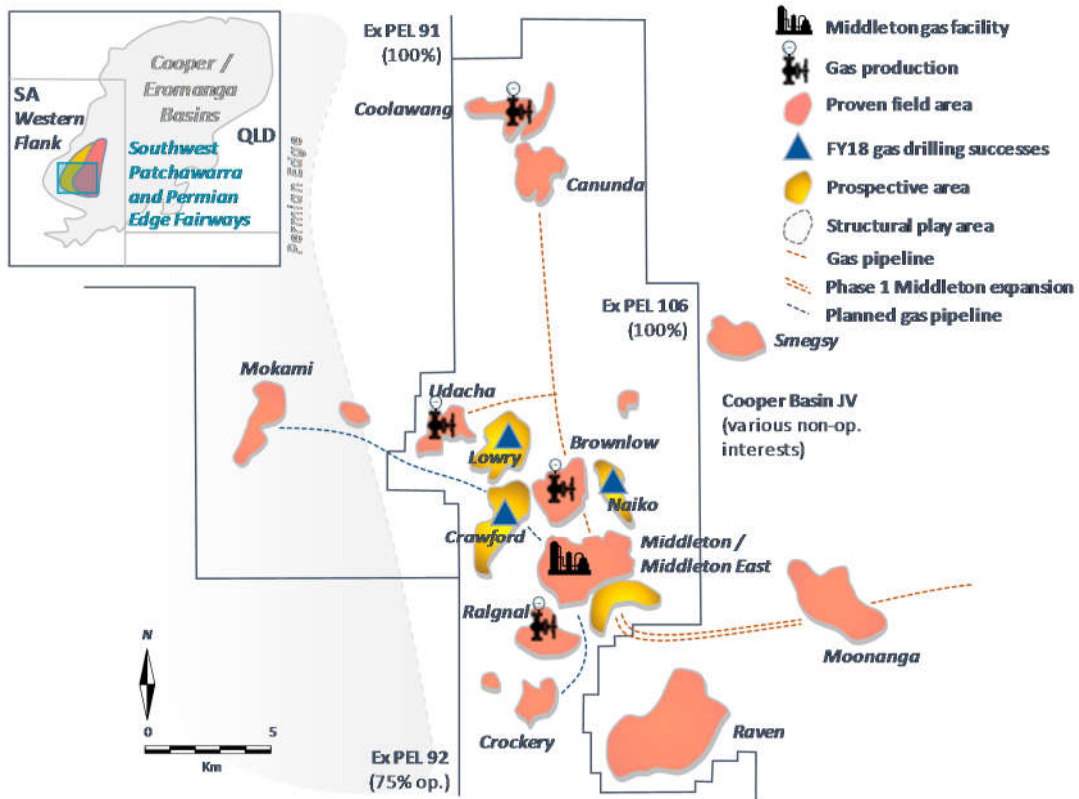 Cooper /
Eromanga
Basins
SA
Western
Flank
QLD
Southwest
Patchawarra
and Permian
Edge Fairways
Permian Edge
Ex PEL 91
(100%)
Coolawang
Canunda
Middleton gas facility
Gas production
Proven field area
FY18 gas drilling successes
Prospective area
Structural play area
Gas pipeline
Phase 1 Middleton expansion
Planned gas pipeline
Ex PEL 106
(100%)
Smegsy
Mokami
Udacha
Cooper Basin JV
(various non-op.
interests)
Lowry
Brownlow
Naiko
Crawford
Middleton /
Middleton East
Ralgnal
Moonanga
Crockery
Raven
N
0 5
Km
Ex PEL 92
(75% op.)